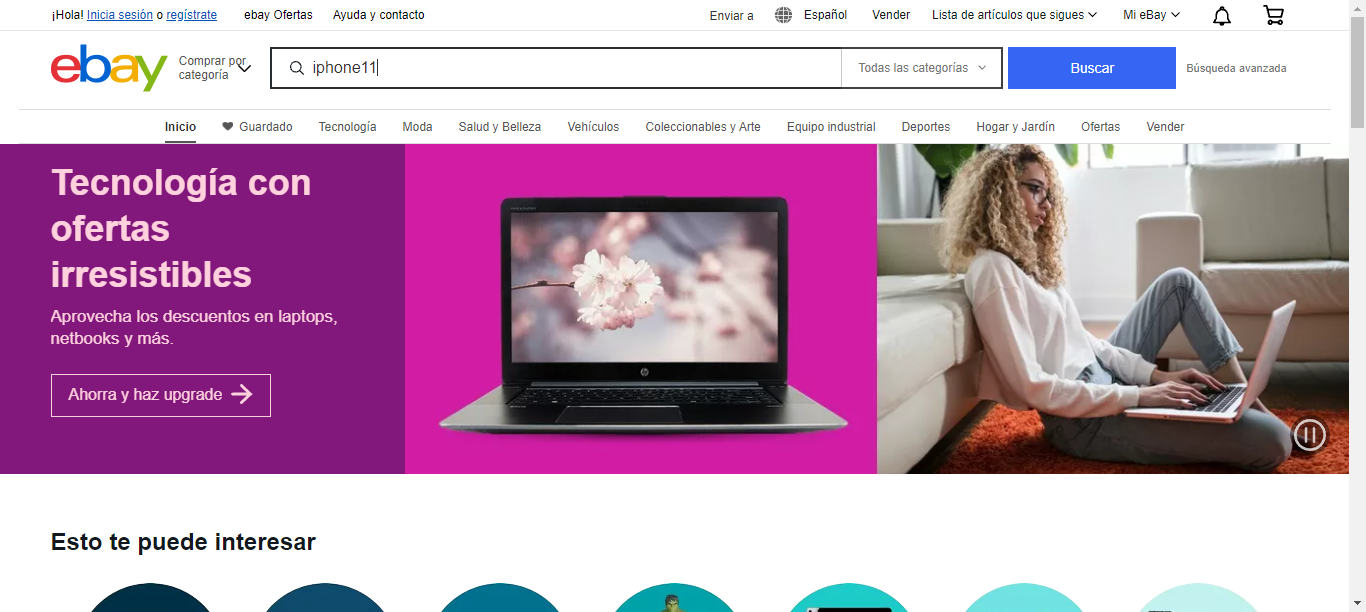 ¡Hola! Inicia sesión o regístrate ebay Ofertas Ayuda y contacto Enviar a Español Vender Lista de artículos que sigues Mi eBay
ebay
Comprar por
categoría
iphone11
Todas las categorías
Buscar
Búsqueda avanzada
Inicio Guardado Tecnología Moda Salud y Belleza Vehículos Coleccionables y Arte Equipo industrial Deportes Hogar y Jardín Ofertas Vender
Tecnología con
ofertas
irresistibles
Aprovecha los descuentos en laptops,
netbooks y más.
Ahorra y haz upgrade
hp
Esto te puede interesar